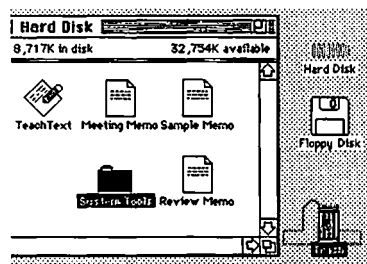 Hard Disk
8,717K in disk 32,754K available
Hard Disk
TeachText Meeting Memo Sample Memo
Floppy Disk
System Tools Review Memo
Trash